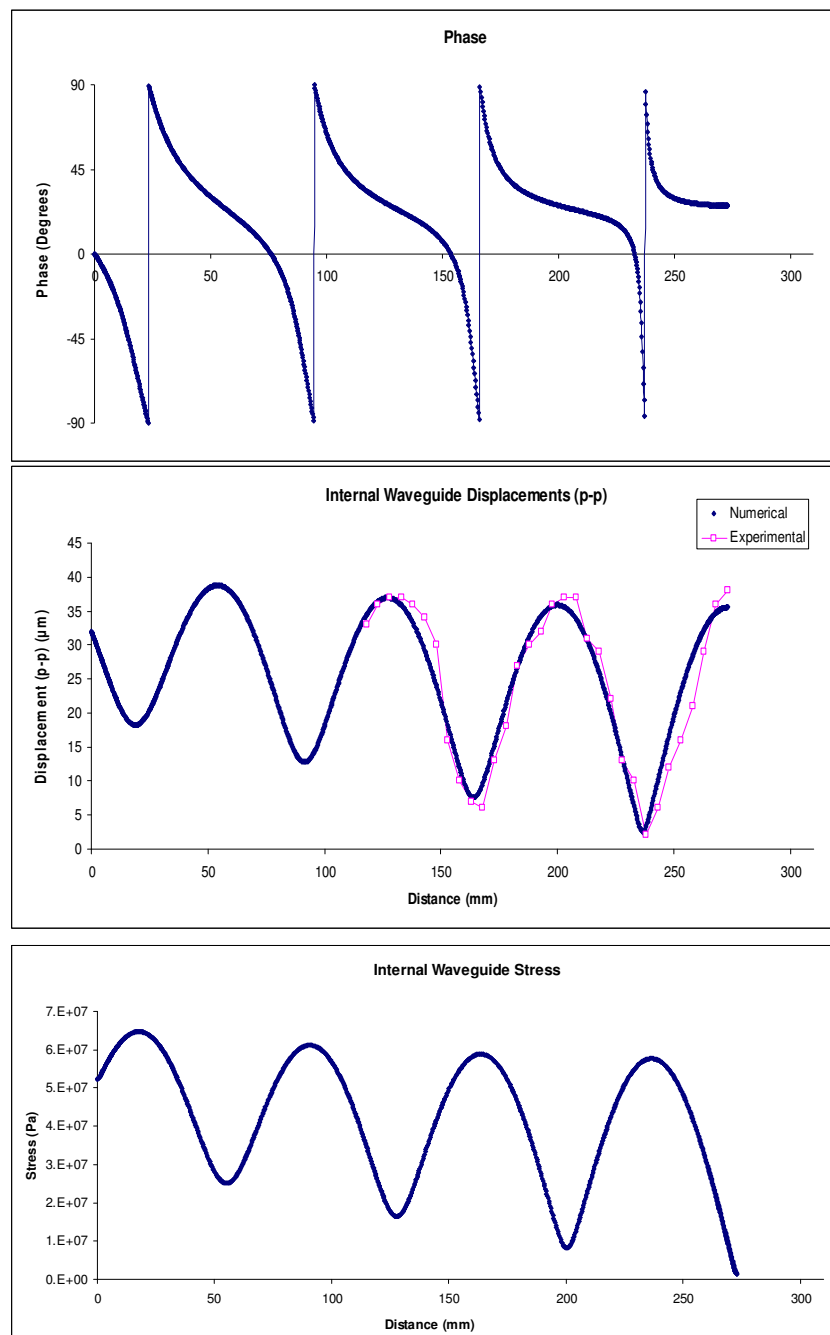 Phase
90
45
0
-45
-90
Phase (Degrees)
0 50 100 150 200 250 300
Internal Waveguide Displacements (p-p)
Numerical
Experimental
45
40
35
30
25
20
15
10
5
0
Displacement (p-p) (µm)
0 50 100 150 200 250 300
Distance (mm)
Internal Waveguide Stress
7.E+07
6.E+07
5.E+07
4.E+07
3.E+07
2.E+07
1.E+07
0.E+00
Stress (Pa)
0 50 100 150 200 250 300
Distance (mm)